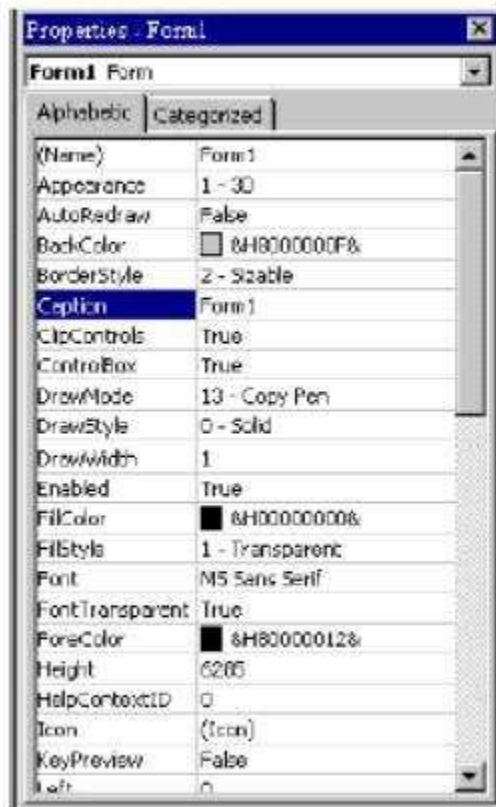 Properties - Form1
Form1 Form
Alphabetic Categorized
(Name) Form1
Appearance 1 - 3D
AutoRedraw False
BackColor &H8000000F&
BorderStyle 2 - Sizable
Caption Form1
ClipControls True
ControlBox True
DrawMode 13 - Copy Pen
DrawStyle 0 - Solid
DrawWidth 1
Enabled True
FillColor &H00000000&
FillStyle 1 - Transparent
Font MS Sans Serif
FontTransparent True
ForeColor &H80000012&
Height 6285
HelpContextID 0
Icon (Icon)
KeyPreview False
Left 0